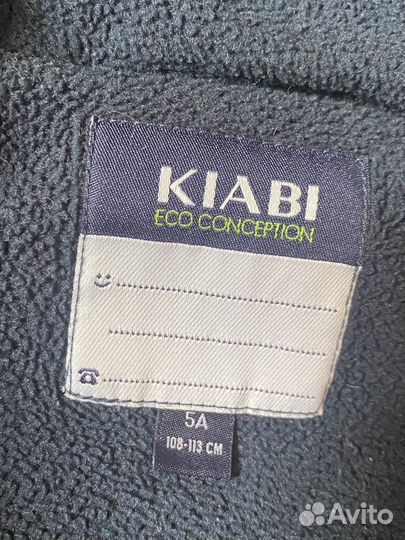 KIABI
ECO CONCEPTION
5A
108-113 CM
Avito